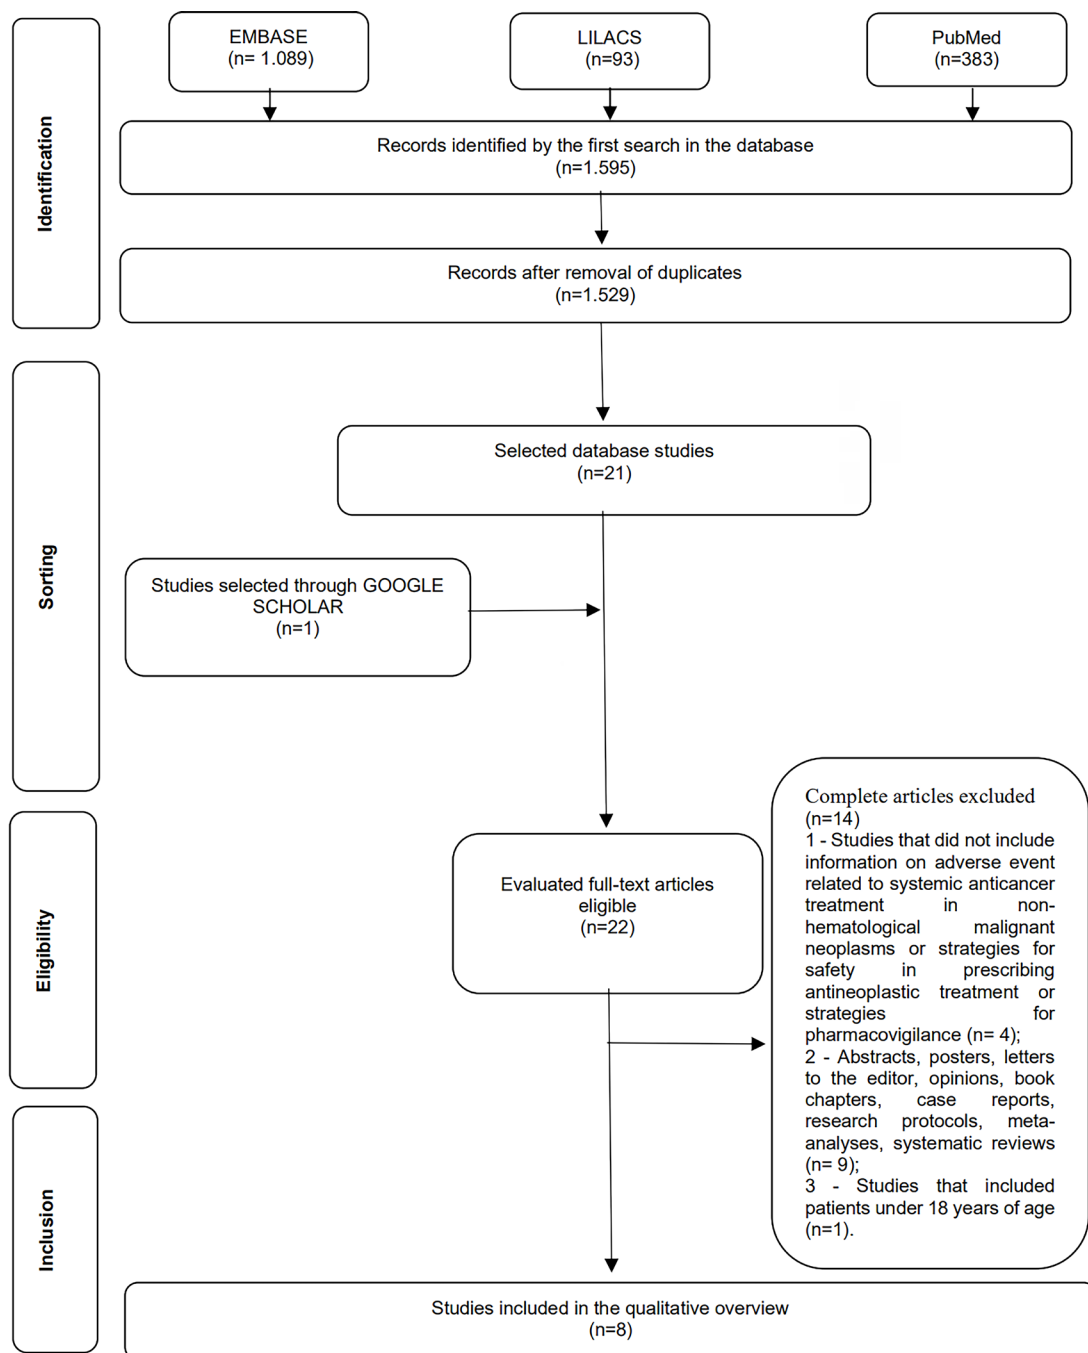 Identification
EMBASE
(n= 1.089)
LILACS
(n=93)
PubMed
(n=383)
Records identified by the first search in the database
(n=1.595)
Records after removal of duplicates
(n=1.529)
Sorting
Selected database studies
(n=21)
Studies selected through GOOGLE
SCHOLAR
(n=1)
Eligibility
Evaluated full-text articles
eligible
(n=22)
Complete articles excluded
(n=14)
1 - Studies that did not include
information on adverse event
related to systemic anticancer
treatment in non-
hematological malignant
neoplasms or strategies for
safety in prescribing
antineoplastic treatment or
strategies for
pharmacovigilance (n= 4);
2 - Abstracts, posters, letters
to the editor, opinions, book
chapters, case reports,
research protocols, meta-
analyses, systematic reviews
(n= 9);
3 - Studies that included
patients under 18 years of age
(n=1).
Inclusion
Studies included in the qualitative overview
(n=8)